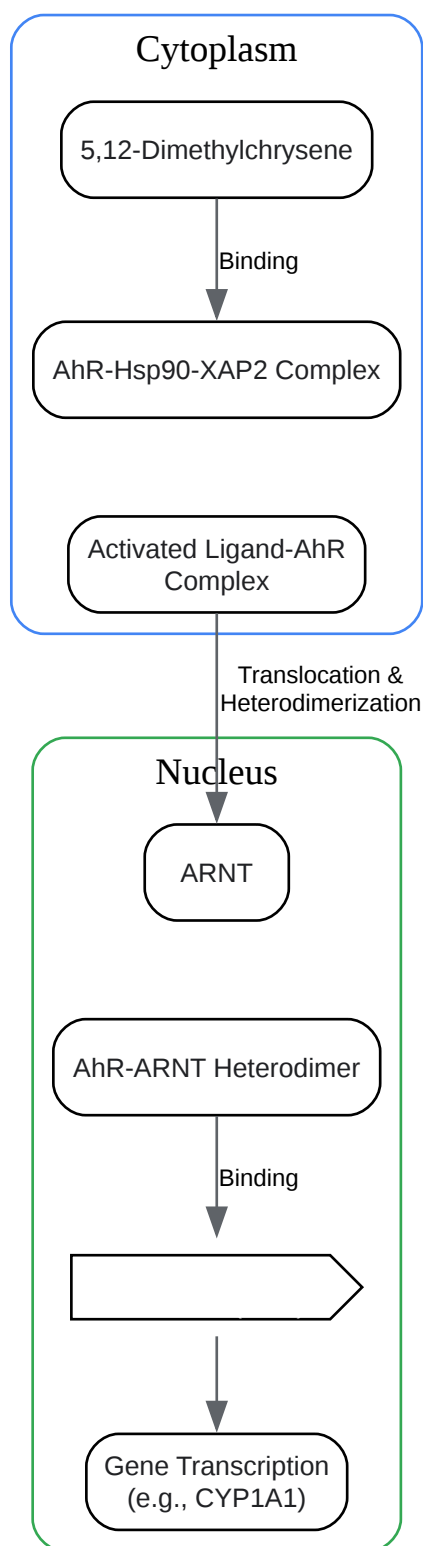 Cytoplasm
5,12-Dimethylchrysene
Binding
AhR-Hsp90-XAP2 Complex
Activated Ligand-AhR
Complex
Translocation &
Heterodimerization
Nucleus
ARNT
AhR-ARNT Heterodimer
Binding
Gene Transcription
(e.g., CYP1A1)